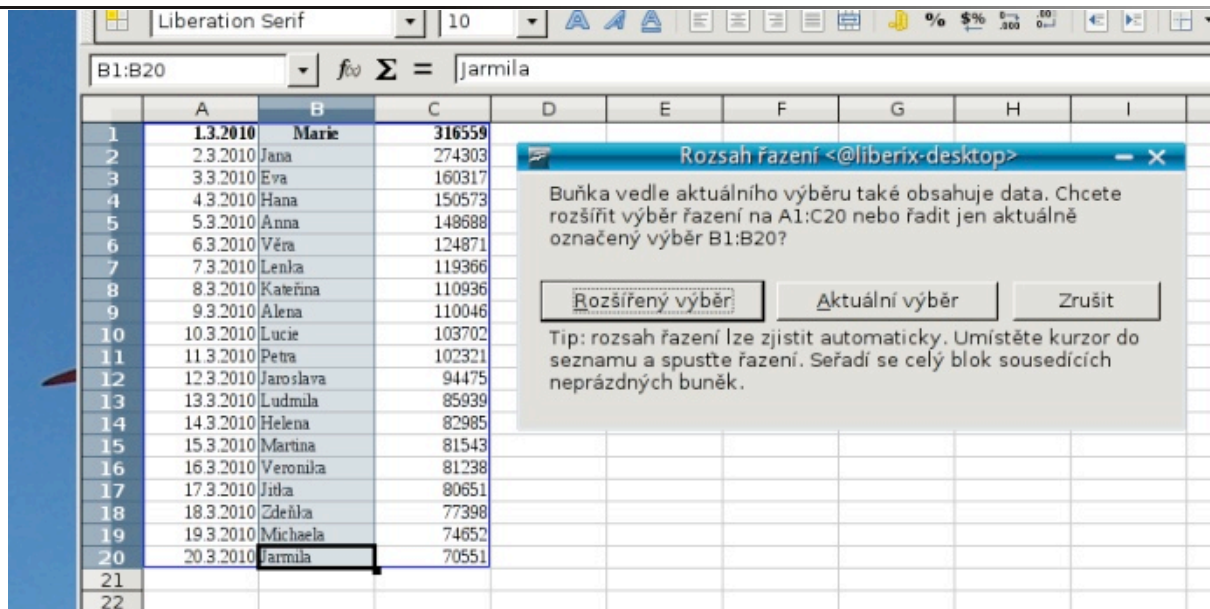 Liberation Serif 10
B1:B20 Jarmila
A B C D E F G H I
1 1.3.2010 Marie 316559
2 2.3.2010 Jana 274303
3 3.3.2010 Eva 160317
4 4.3.2010 Hana 150573
5 5.3.2010 Anna 148688
6 6.3.2010 Věra 124871
7 7.3.2010 Lenka 119366
8 8.3.2010 Kateřina 110936
9 9.3.2010 Alena 110046
10 10.3.2010 Lucie 103702
11 11.3.2010 Petra 102321
12 12.3.2010 Jaroslava 94475
13 13.3.2010 Ludmila 85939
14 14.3.2010 Helena 82985
15 15.3.2010 Martina 81543
16 16.3.2010 Veronika 81238
17 17.3.2010 Jitka 80651
18 18.3.2010 Zdeňka 77398
19 19.3.2010 Michaela 74652
20 20.3.2010 Jarmila 70551
21
22
Rozsah řazení <@liberix-desktop>
Buňka vedle aktuálního výběru také obsahuje data. Chcete
rozšířit výběr řazení na A1:C20 nebo řadit jen aktuálně
označený výběr B1:B20?
Rozšířený výběr Aktuální výběr Zrušit
Tip: rozsah řazení lze zjistit automaticky. Umístěte kurzor do
seznamu a spusťte řazení. Seřadí se celý blok sousedících
neprázdných buněk.